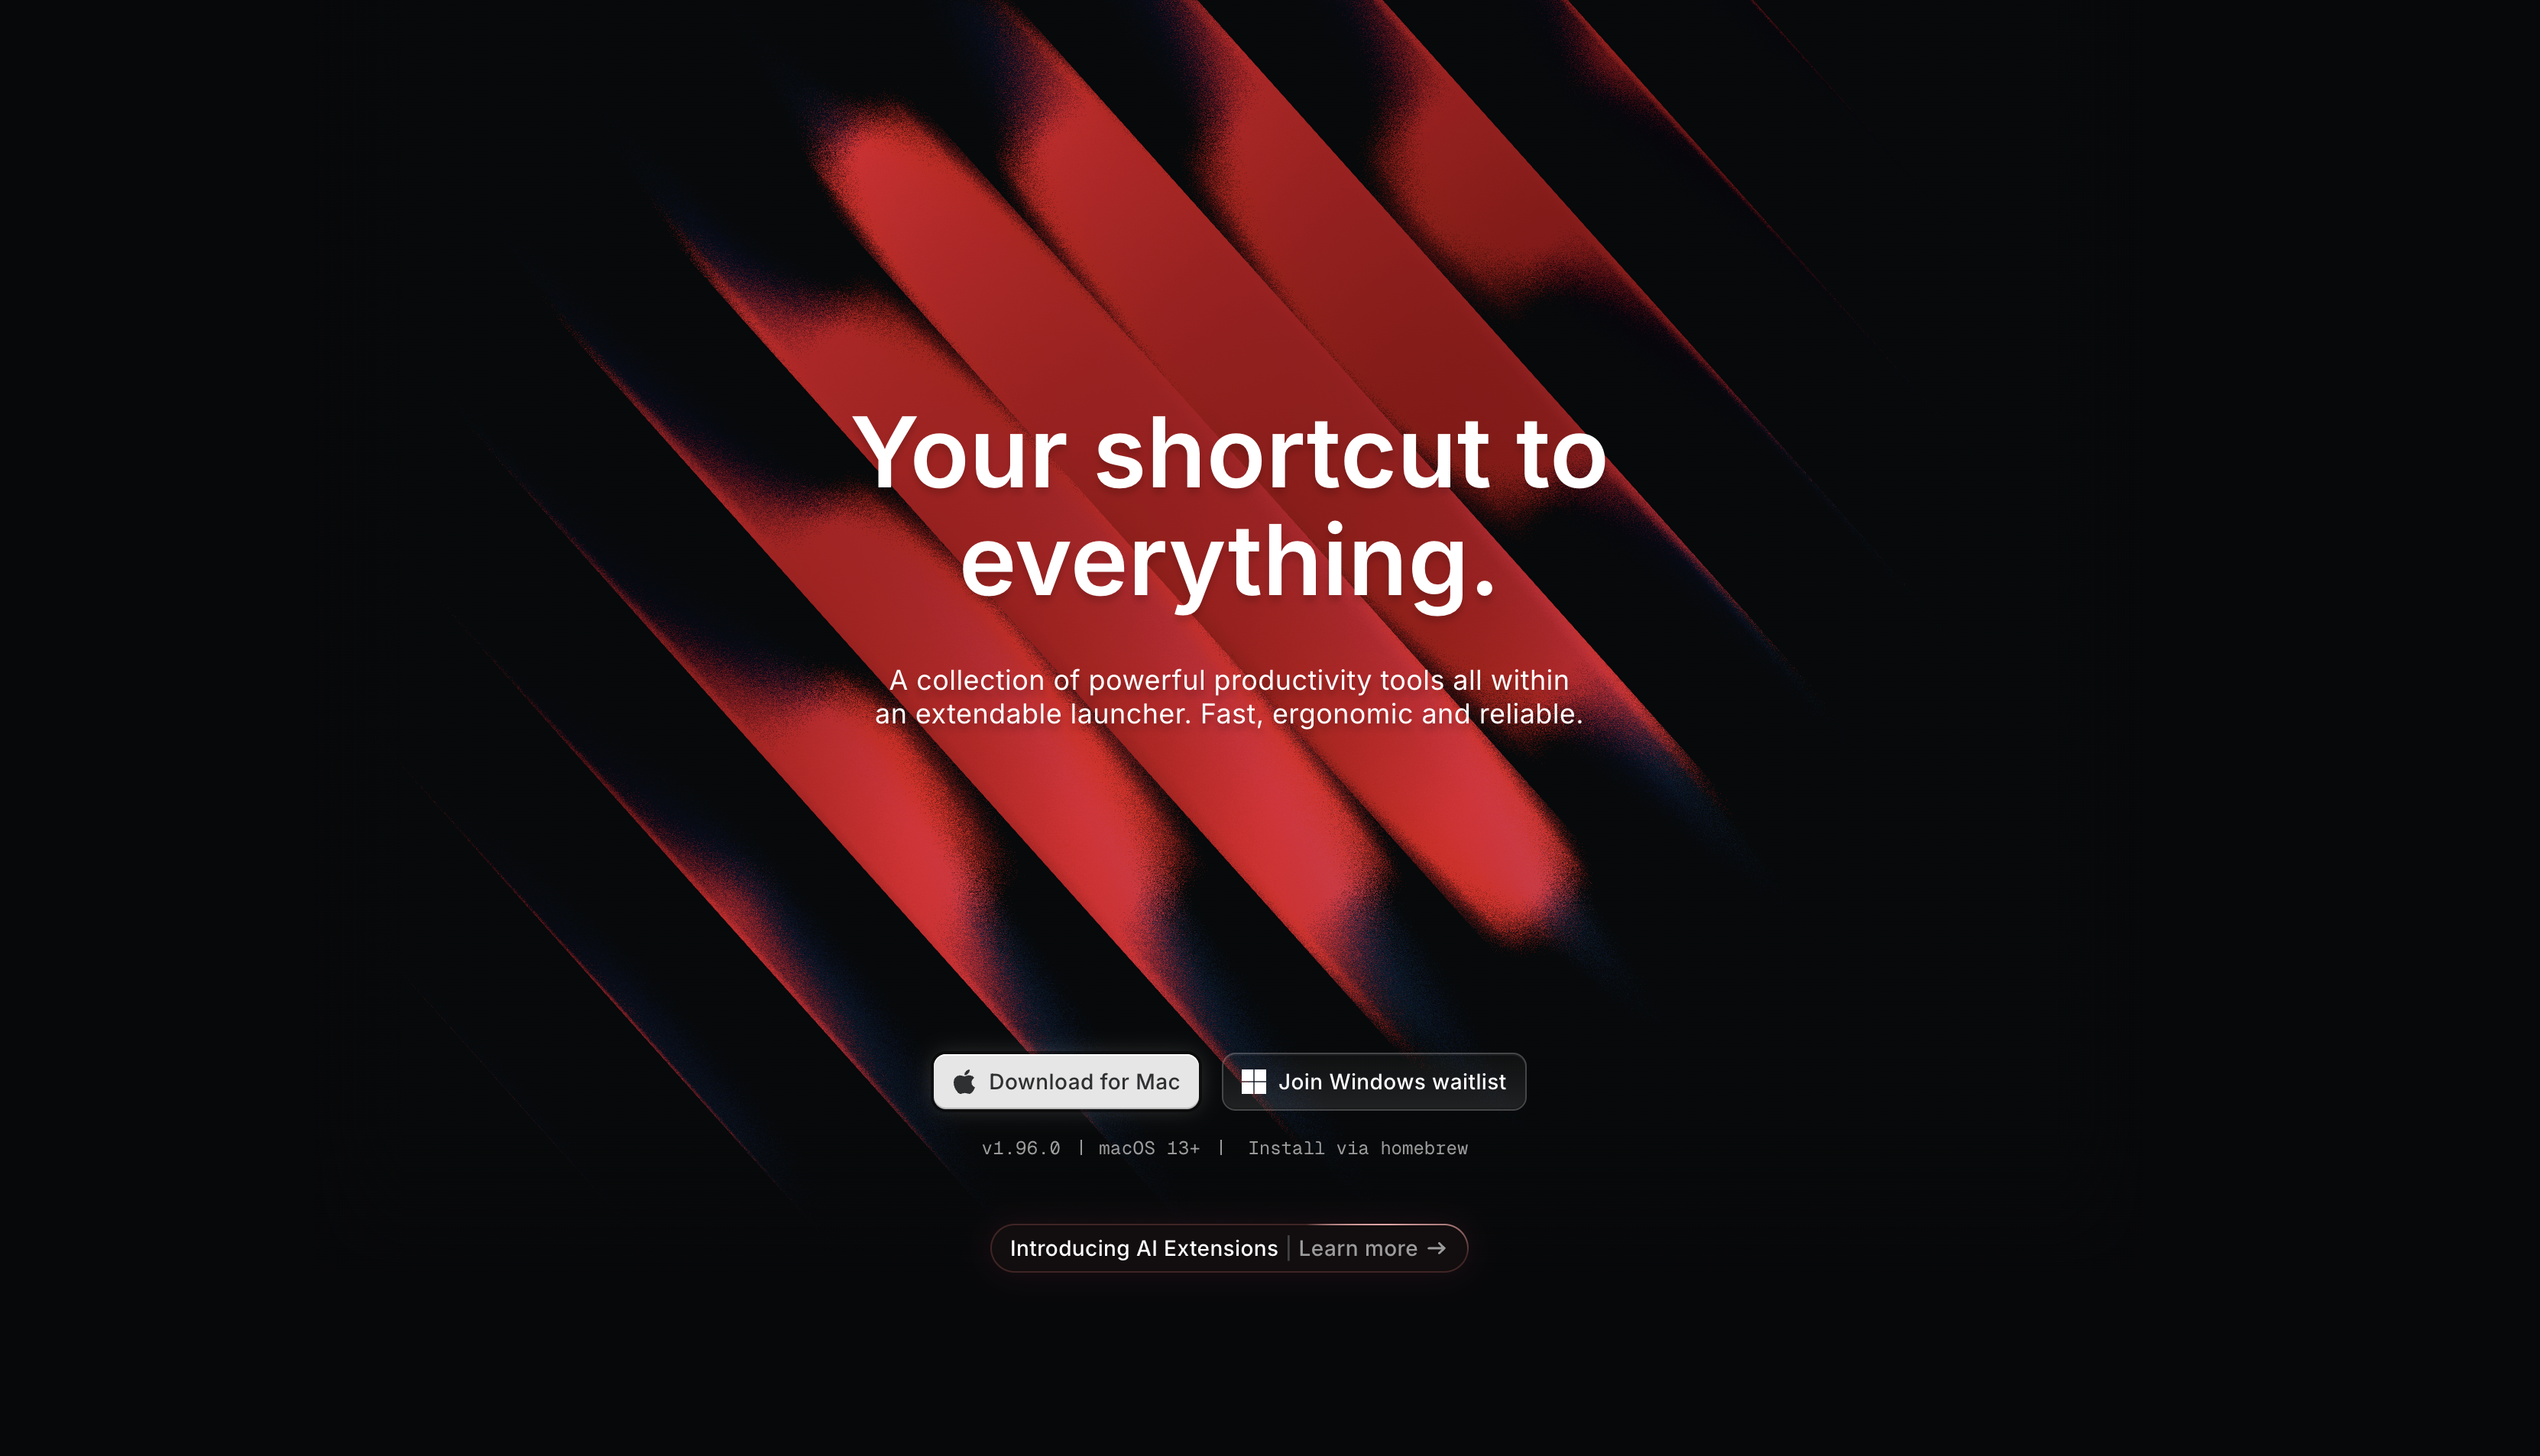 Your shortcut to
everything.
A collection of powerful productivity tools all within
an extendable launcher. Fast, ergonomic and reliable.
Download for Mac
Join Windows waitlist
v1.96.0 | macOS 13+ | Install via homebrew
Introducing AI Extensions | Learn more →